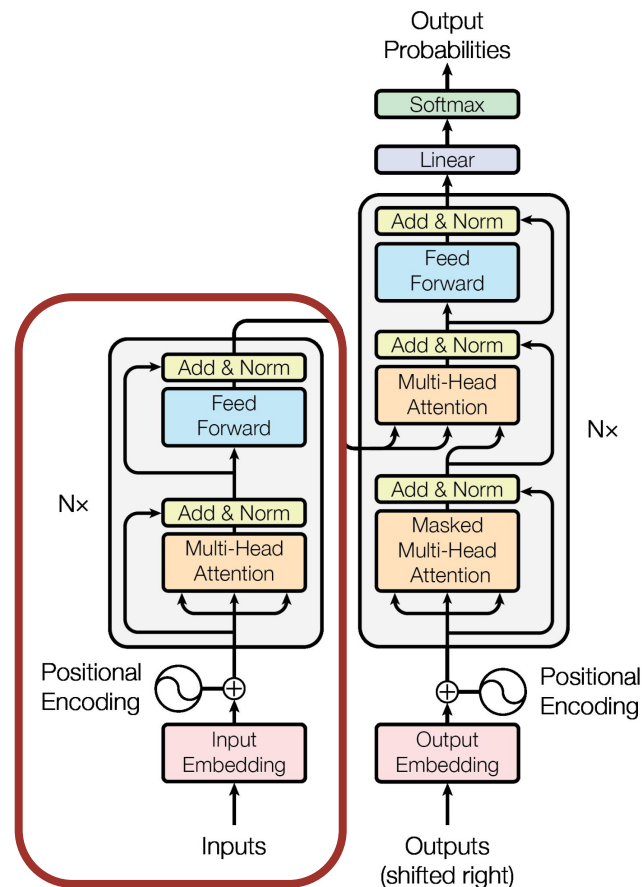 Output
Probabilities
Softmax
Linear
Add & Norm
Feed
Forward
Add & Norm
Multi-Head
Attention
N×
Add & Norm
Masked
Multi-Head
Attention
Positional
Encoding
Output
Embedding
Outputs
(shifted right)
Add & Norm
Feed
Forward
N×
Add & Norm
Multi-Head
Attention
Positional
Encoding
Input
Embedding
Inputs